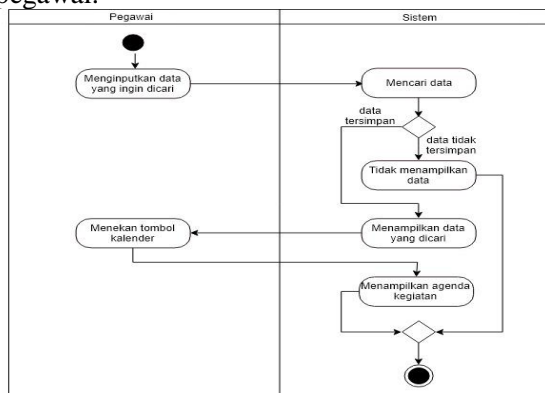 pegawai.
Pegawai
Sistem
Menginputkan data
yang ingin dicari
Mencari data
data
tersimpan
data tidak
tersimpan
Tidak menampilkan
data
Menekan tombol
kalender
Menampilkan data
yang dicari
Menampilkan agenda
kegiatan